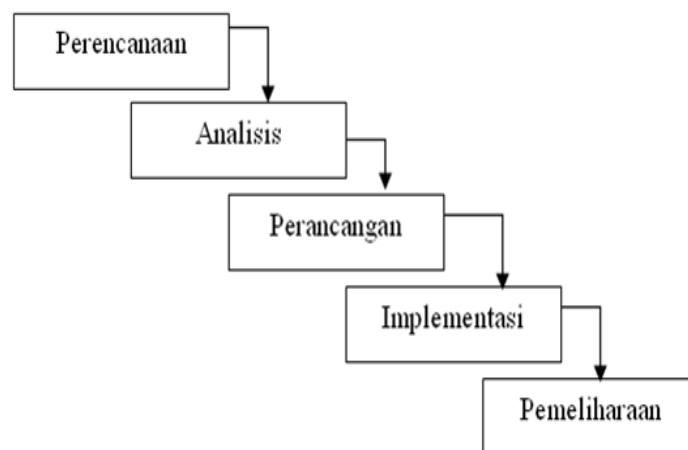 Perencanaan
Analisis
Perancangan
Implementasi
Pemeliharaan